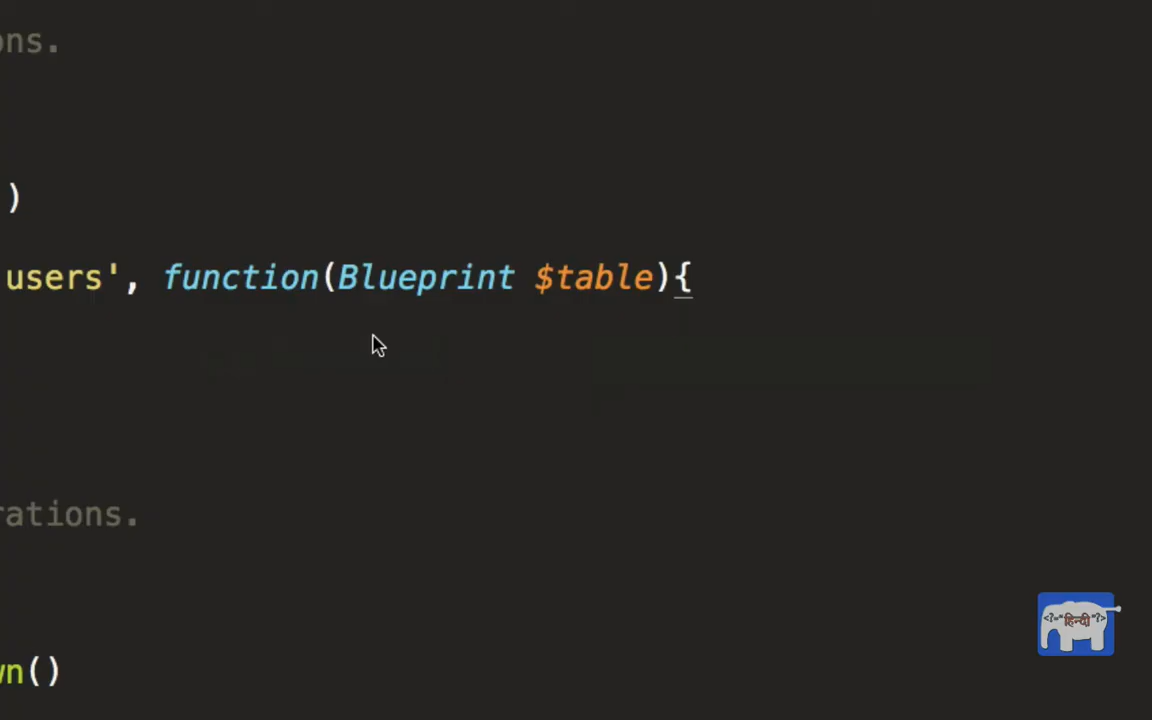 ons.
)
users', function(Blueprint $table){
rations.
wn()
<?="हिन्दी"?>